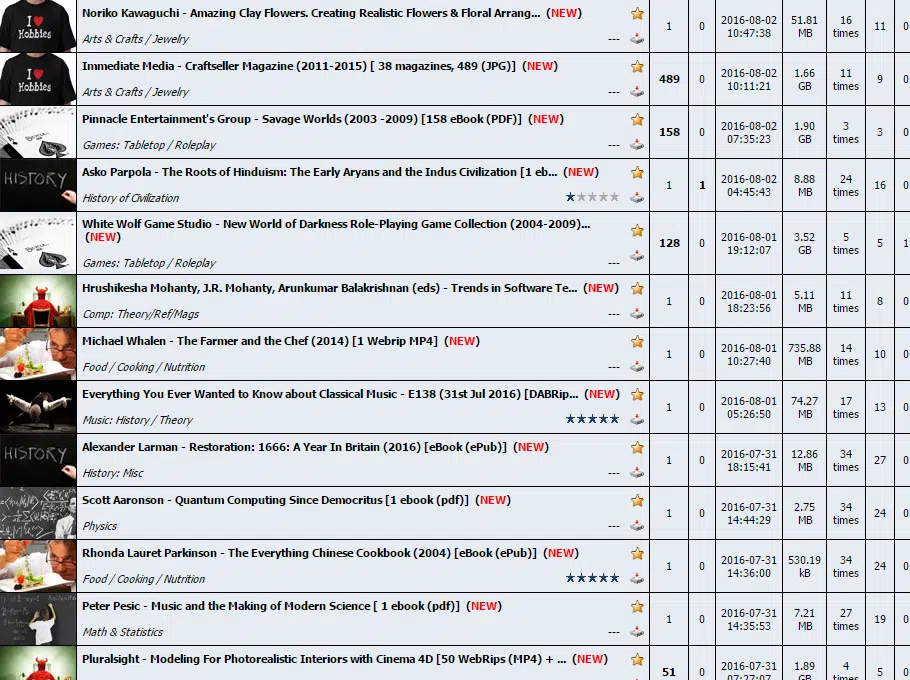 I ♥ Hobbies
Noriko Kawaguchi - Amazing Clay Flowers. Creating Realistic Flowers & Floral Arrang... (NEW)
Arts & Crafts / Jewelry
---
1
0
2016-08-02
10:47:38
51.81
MB
16
times
11
0
I ♥ Hobbies
Immediate Media - Craftseller Magazine (2011-2015) [ 38 magazines, 489 (JPG)] (NEW)
Arts & Crafts / Jewelry
---
489
0
2016-08-02
10:11:21
1.66
GB
11
times
9
0
Pinnacle Entertainment's Group - Savage Worlds (2003 -2009) [158 eBook (PDF)] (NEW)
Games: Tabletop / Roleplay
---
158
0
2016-08-02
07:35:23
1.90
GB
3
times
3
0
HISTORY
Asko Parpola - The Roots of Hinduism: The Early Aryans and the Indus Civilization [1 eb... (NEW)
History of Civilization
1
1
2016-08-02
04:45:43
8.88
MB
24
times
16
0
White Wolf Game Studio - New World of Darkness Role-Playing Game Collection (2004-2009)...
(NEW)
Games: Tabletop / Roleplay
---
128
0
2016-08-01
19:12:07
3.52
GB
5
times
5
1
Hrushikesha Mohanty, J.R. Mohanty, Arunkumar Balakrishnan (eds) - Trends in Software Te... (NEW)
Comp: Theory/Ref/Mags
---
1
0
2016-08-01
18:23:56
5.11
MB
11
times
8
0
Michael Whalen - The Farmer and the Chef (2014) [1 Webrip MP4] (NEW)
Food / Cooking / Nutrition
---
1
0
2016-08-01
10:27:40
735.88
MB
14
times
10
0
Everything You Ever Wanted to Know about Classical Music - E138 (31st Jul 2016) [DABRip... (NEW)
Music: History / Theory
1
0
2016-08-01
05:26:50
74.27
MB
17
times
13
0
HISTORY
Alexander Larman - Restoration: 1666: A Year In Britain (2016) [eBook (ePub)] (NEW)
History: Misc
---
1
0
2016-07-31
18:15:41
12.86
MB
34
times
27
0
Scott Aaronson - Quantum Computing Since Democritus [1 ebook (pdf)] (NEW)
Physics
---
1
0
2016-07-31
14:44:29
2.75
MB
34
times
24
0
Rhonda Lauret Parkinson - The Everything Chinese Cookbook (2004) [eBook (ePub)] (NEW)
Food / Cooking / Nutrition
1
0
2016-07-31
14:36:00
530.19
kB
34
times
24
0
Peter Pesic - Music and the Making of Modern Science [ 1 ebook (pdf)] (NEW)
Math & Statistics
---
1
0
2016-07-31
14:35:53
7.21
MB
27
times
19
0
Pluralsight - Modeling For Photorealistic Interiors with Cinema 4D [50 WebRips (MP4) + ... (NEW)
51
0
2016-07-31
07:27:07
1.89
GB
4
times
5
0